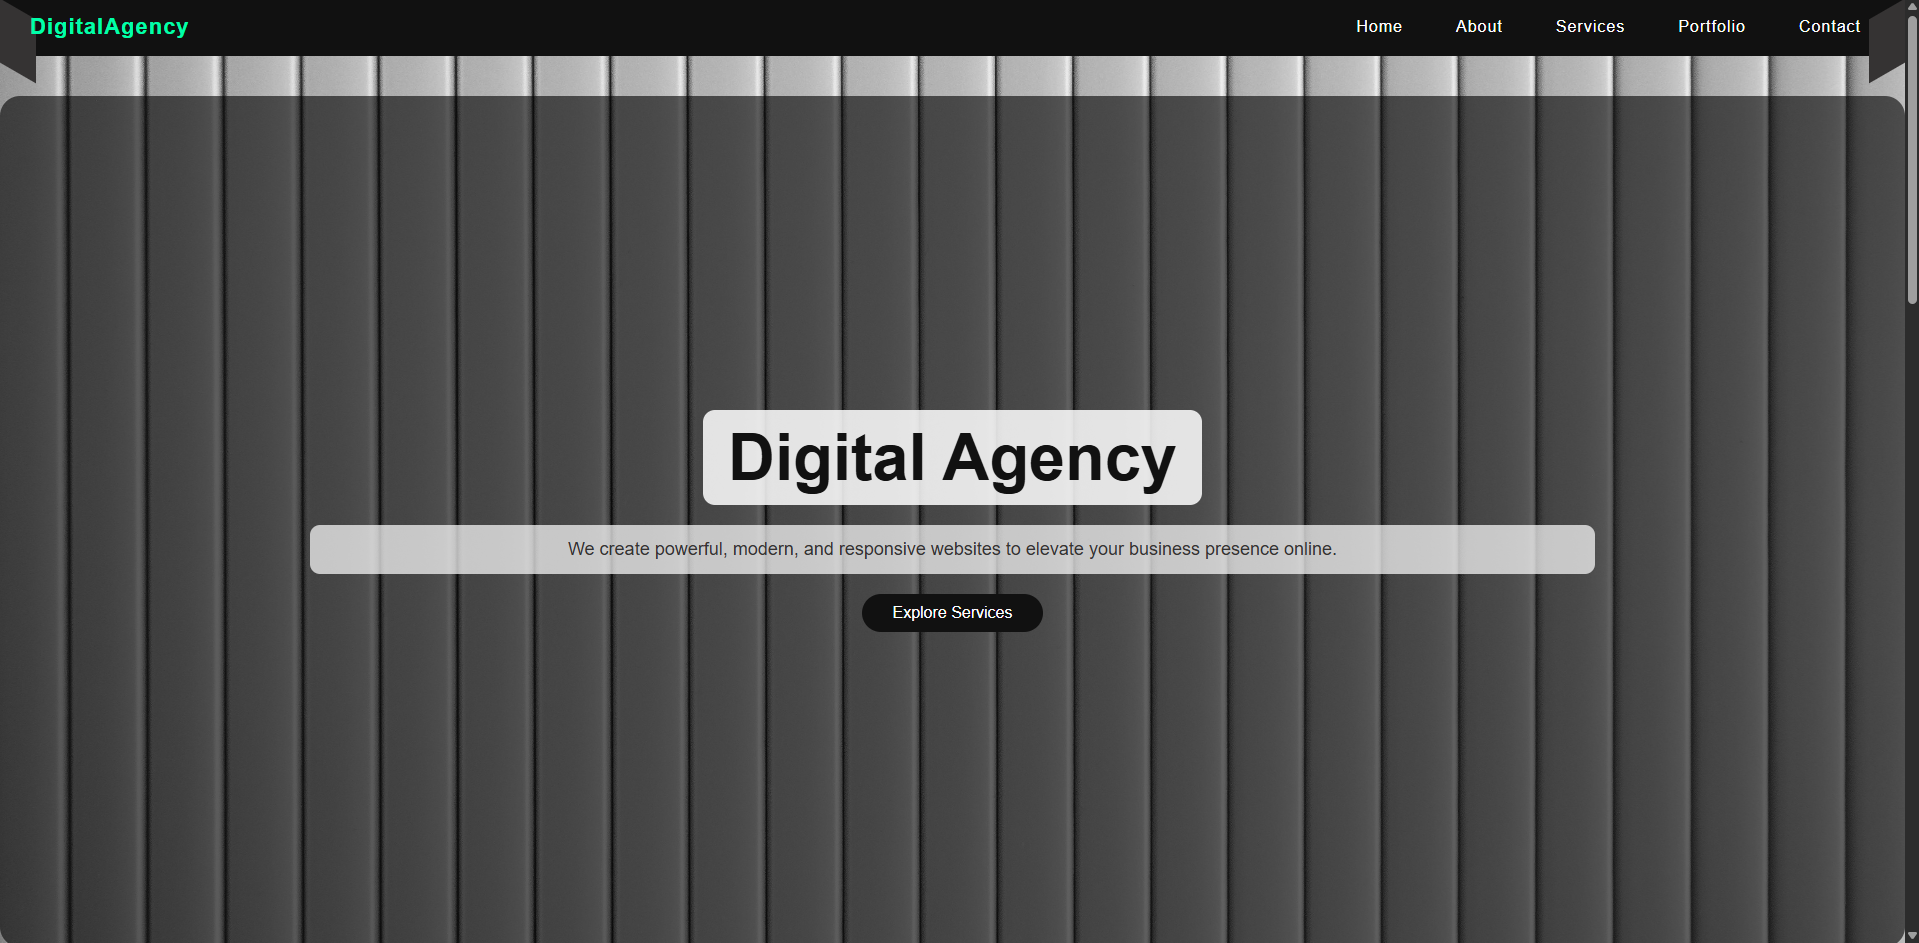 DigitalAgency
Home About Services Portfolio Contact
Digital Agency
We create powerful, modern, and responsive websites to elevate your business presence online.
Explore Services